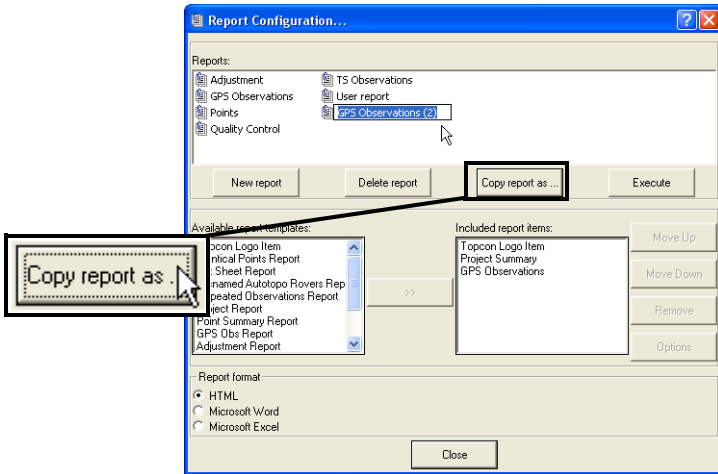 Report Configuration...
Reports:
Adjustment
GPS Observations
Points
Quality Control
TS Observations
User report
GPS Observations (2)
New report
Delete report
Copy report as ...
Execute
Copy report as .
Available report templates:
opcon Logo Item
ntical Points Report
t Sheet Report
named Autotopo Rovers Rep
peated Observations Report
ject Report
Point Summary Report
GPS Obs Report
Adjustment Report
>>
Included report items:
Topcon Logo Item
Project Summary
GPS Observations
Move Up
Move Down
Remove
Options
Report format
HTML
Microsoft Word
Microsoft Excel
Close